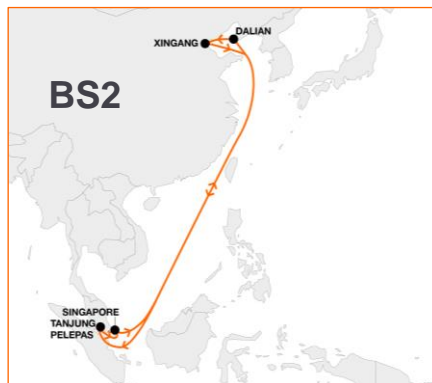 DALIAN
XINGANG
BS2
SINGAPORE
TANJUNG
PELEPAS